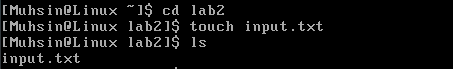 [Muhsin@Linux ~]$ cd lab2
[Muhsin@Linux lab2]$ touch input.txt
[Muhsin@Linux lab2]$ ls
input.txt